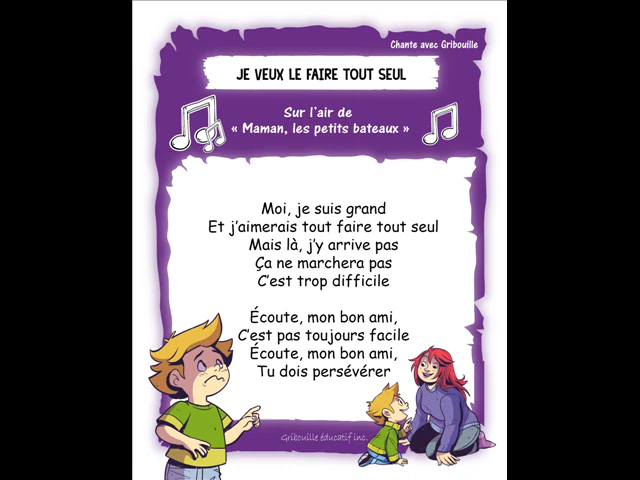 Chante avec Gribouille
JE VEUX LE FAIRE TOUT SEUL
Sur l'air de
« Maman, les petits bateaux »
Moi, je suis grand
Et j'aimerais tout faire tout seul
Mais là, j'y arrive pas
Ça ne marchera pas
C'est trop difficile
Écoute, mon bon ami,
C'est pas toujours facile
Écoute, mon bon ami,
Tu dois persévérer
Gribouille éducatif inc.